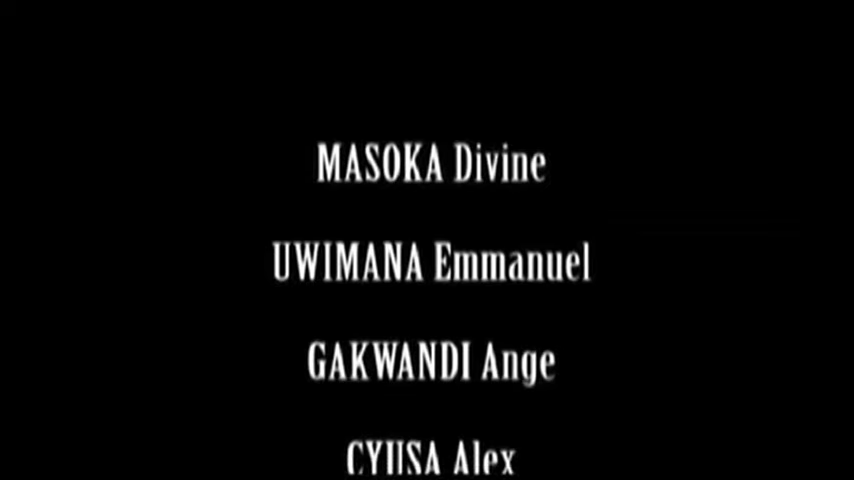 MASOKA Divine
UWIMANA Emmanuel
GAKWANDI Ange
CYUSA Alex